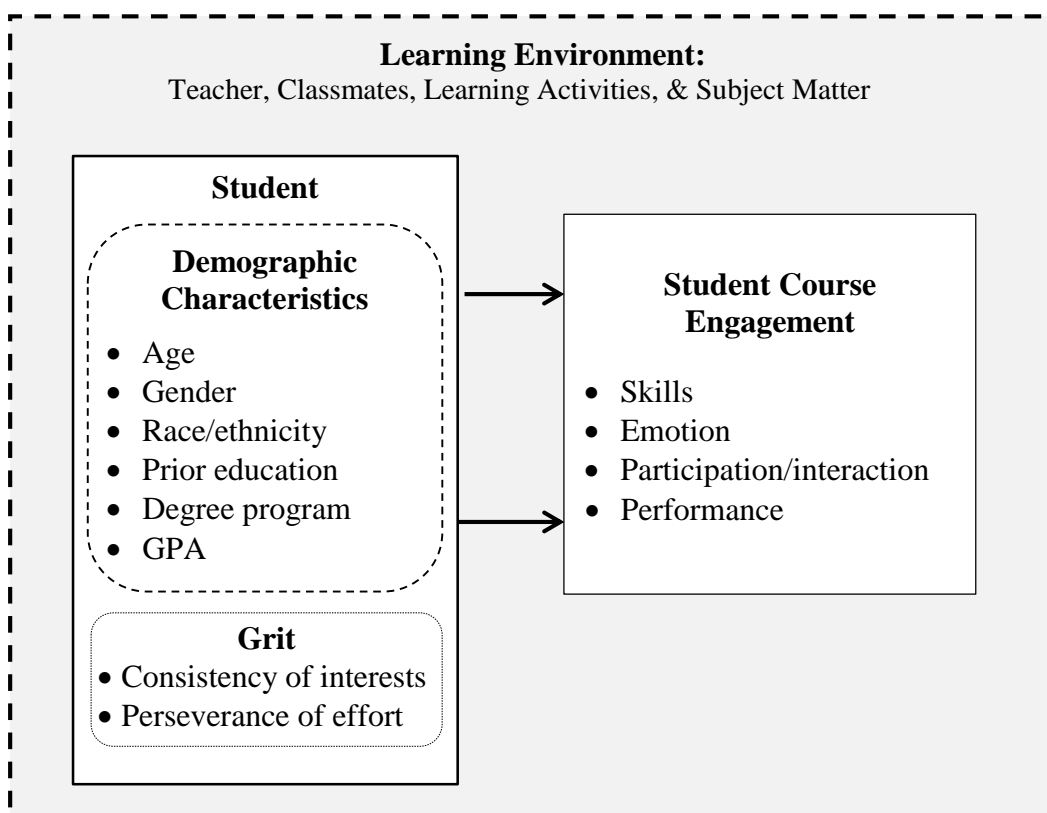 Learning Environment:
Teacher, Classmates, Learning Activities, & Subject Matter
Student
Demographic
Characteristics
• Age
• Gender
• Race/ethnicity
• Prior education
• Degree program
• GPA
Grit
• Consistency of interests
• Perseverance of effort
Student Course
Engagement
• Skills
• Emotion
• Participation/interaction
• Performance